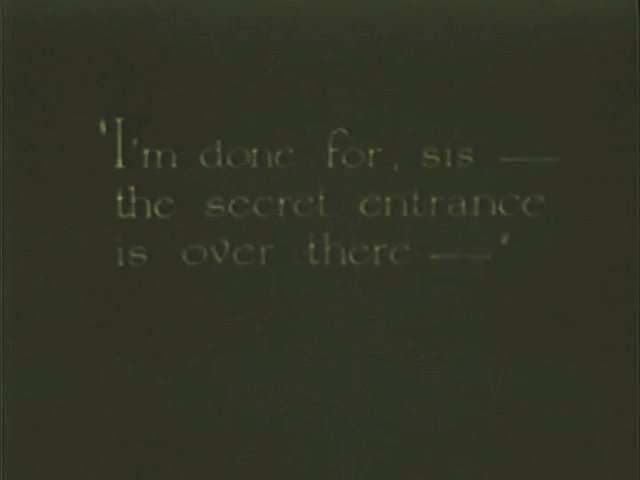 'I'm done for, sis —
the secret entrance
is over there —'